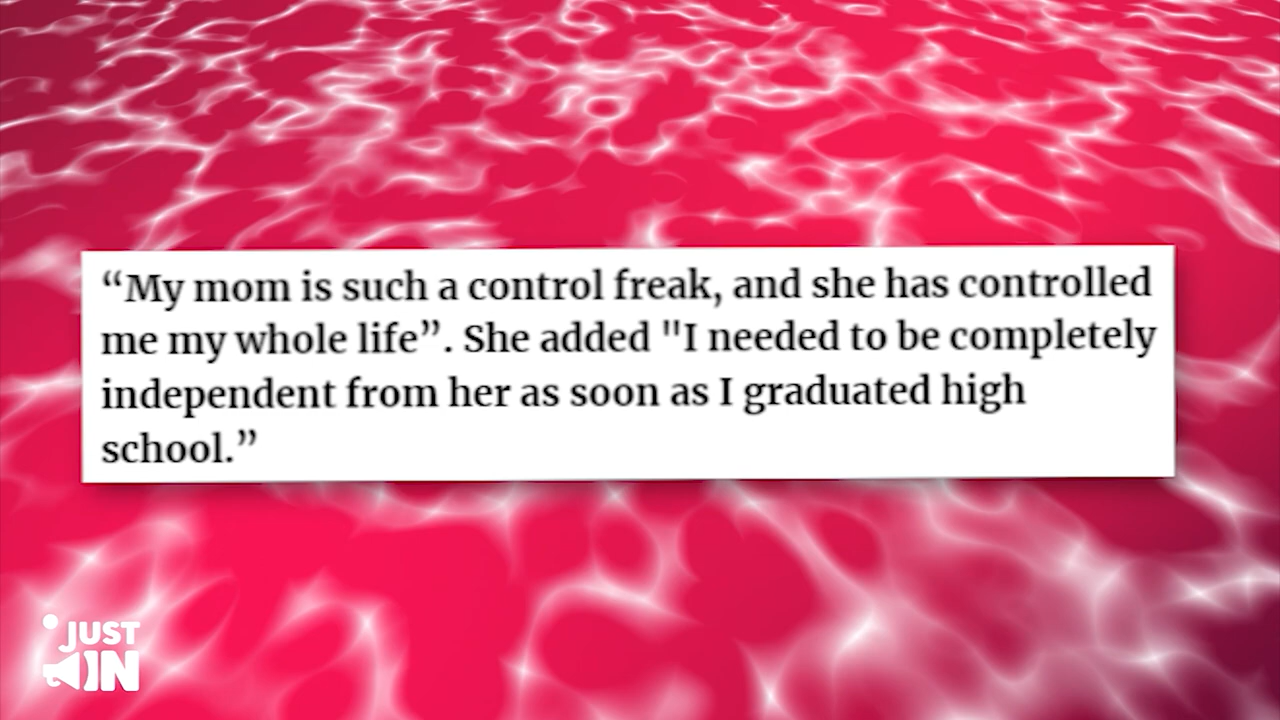 “My mom is such a control freak, and she has controlled
me my whole life”. She added "I needed to be completely
independent from her as soon as I graduated high
school.”
JUST
IN